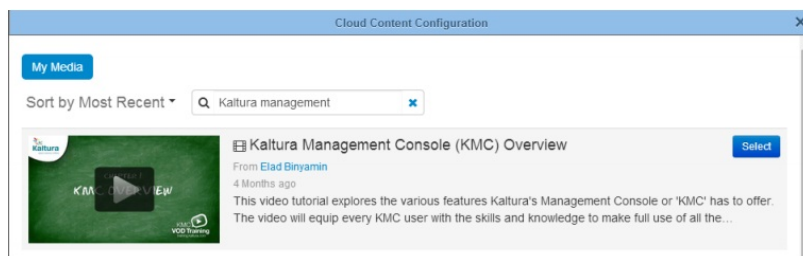 Cloud Content Configuration
My Media
Sort by Most Recent
Kaltura management
Kaltura
CHAPTER 1
KMC OVERVIEW
KMC
VOD Training
Kaltura Management Console (KMC) Overview
Select
From Elad Binyamin
4 Months ago
This video tutorial explores the various features Kaltura's Management Console or 'KMC' has to offer.
The video will equip every KMC user with the skills and knowledge to make full use of all the…